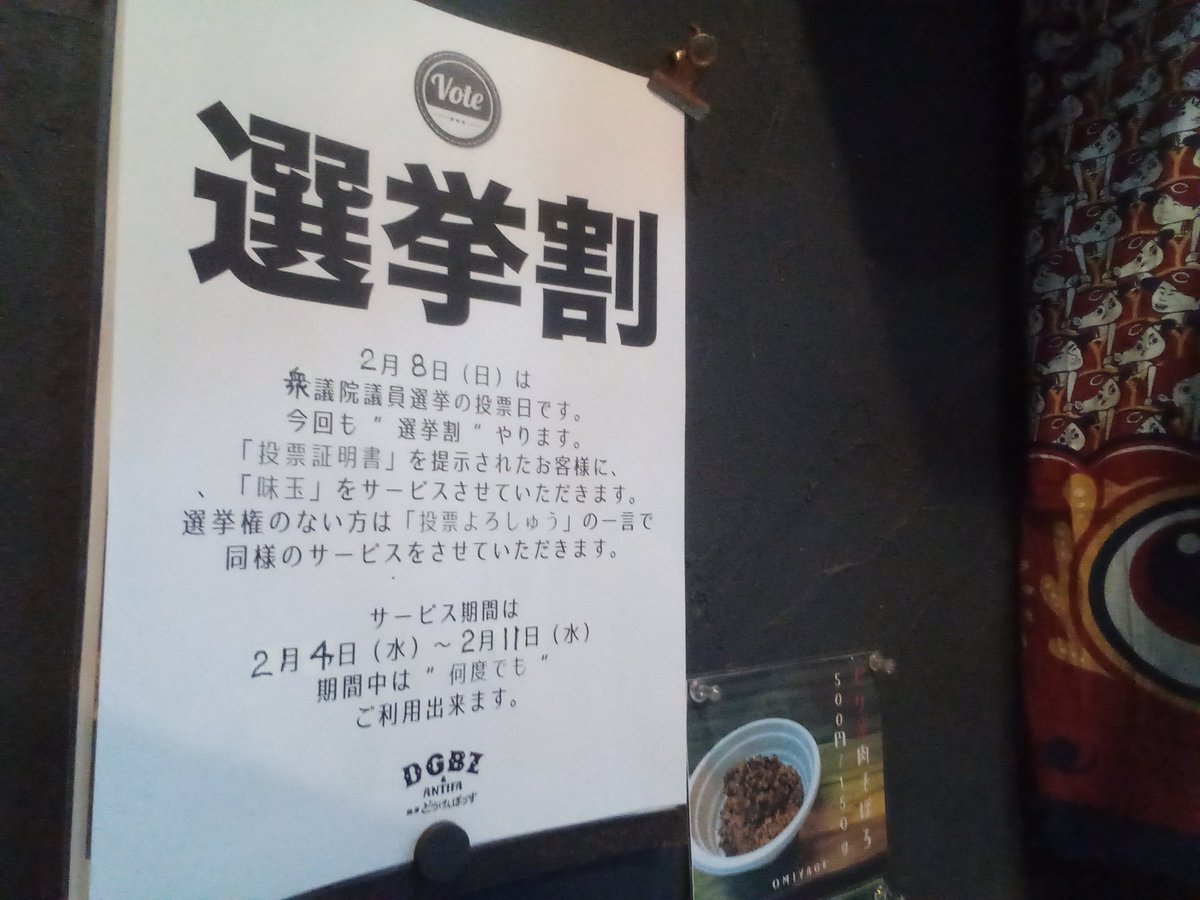 Vote
選挙割
2月8日（日）は
衆議院議員選挙の投票日です。
今回も＂選挙割＂やります。
「投票証明書」を提示されたお客様に、
、「味玉」をサービスさせていただきます。
選挙権のない方は「投票よろしゅう」の一言で
同様のサービスをさせていただきます。
サービス期間は
2月4日（水）～2月11日（水）
期間中は＂何度でも＂
ご利用出来ます。
DGBZ
&
ANTIFA
肉そぼろ
500円/150g
OMIYAGE